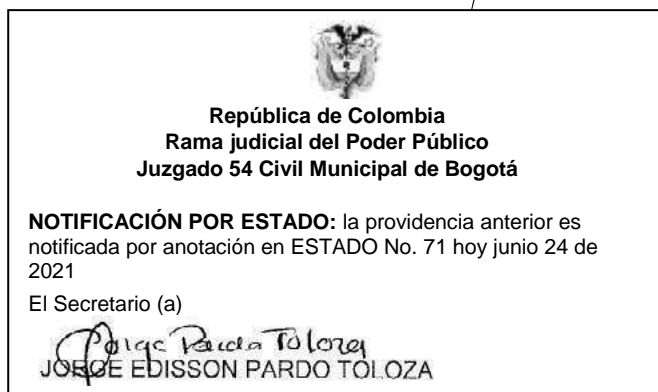 República de Colombia
Rama judicial del Poder Público
Juzgado 54 Civil Municipal de Bogotá
NOTIFICACIÓN POR ESTADO: la providencia anterior es
notificada por anotación en ESTADO No. 71 hoy junio 24 de
2021
El Secretario (a)
Jorge Pardo Toloza
JORGE EDISSON PARDO TOLOZA